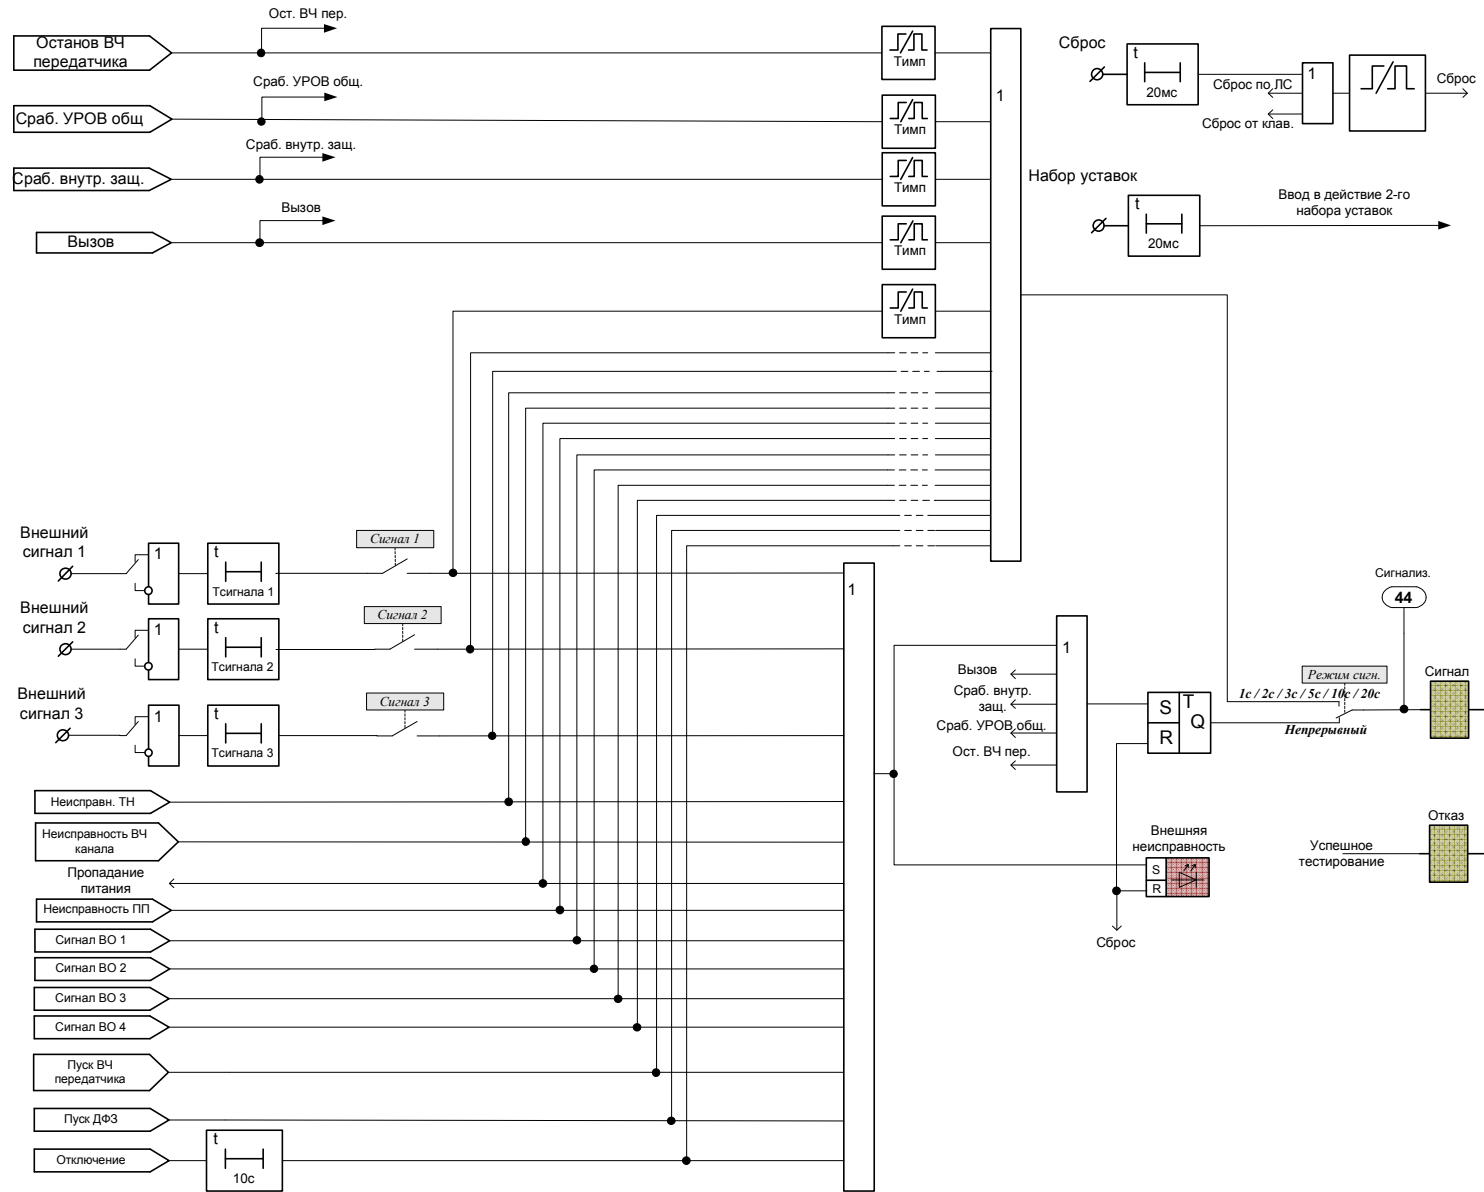 Ост. ВЧ пер.
Останов ВЧ
передатчика
Тимп
Сраб. УРОВ общ.
Сраб. УРОВ общ
Тимп
Сраб. внутр. защ.
Сраб. внутр. защ.
Тимп
Вызов
Вызов
Тимп
Тимп
1
Сброс
t
20мс
Сброс по ЛС
Сброс от клав.
1
Сброс
Набор уставок
t
20мс
Ввод в действие 2-го
набора уставок
Внешний
сигнал 1
1
t
Тсигнала 1
Сигнал 1
Внешний
сигнал 2
1
t
Тсигнала 2
Сигнал 2
Внешний
сигнал 3
1
t
Тсигнала 3
Сигнал 3
1
Неисправн. ТН
Неисправность ВЧ
канала
Пропадание
питания
Неисправность ПП
Сигнал ВО 1
Сигнал ВО 2
Сигнал ВО 3
Сигнал ВО 4
Пуск ВЧ
передатчика
Пуск ДФЗ
Отключение
t
10с
1
Вызов
Сраб. внутр.
защ.
Сраб. УРОВ общ.
Ост. ВЧ пер.
S T
Q
R
Сигнализ.
44
Режим сигн.
1с / 2с / 3с / 5с / 10с / 20с
Непрерывный
Сигнал
Внешняя
неисправность
S
R
Сброс
Отказ
Успешное
тестирование